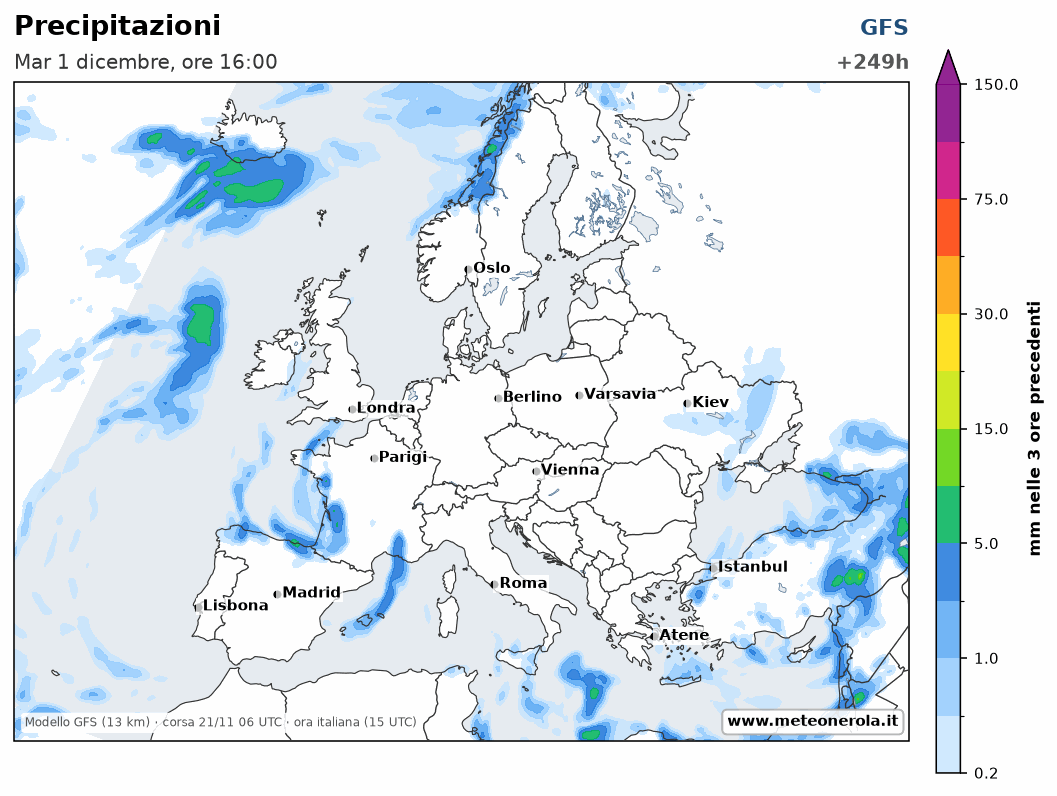 Precipitazioni
GFS
Mar 1 dicembre, ore 16:00
+249h
150.0
75.0
30.0
15.0
5.0
1.0
0.2
mm nelle 3 ore precedenti
Oslo
Londra
Berlino
Varsavia
Kiev
Parigi
Vienna
Istanbul
Madrid
Roma
Lisbona
Atene
Modello GFS (13 km) · corsa 21/11 06 UTC · ora italiana (15 UTC)
www.meteonerola.it